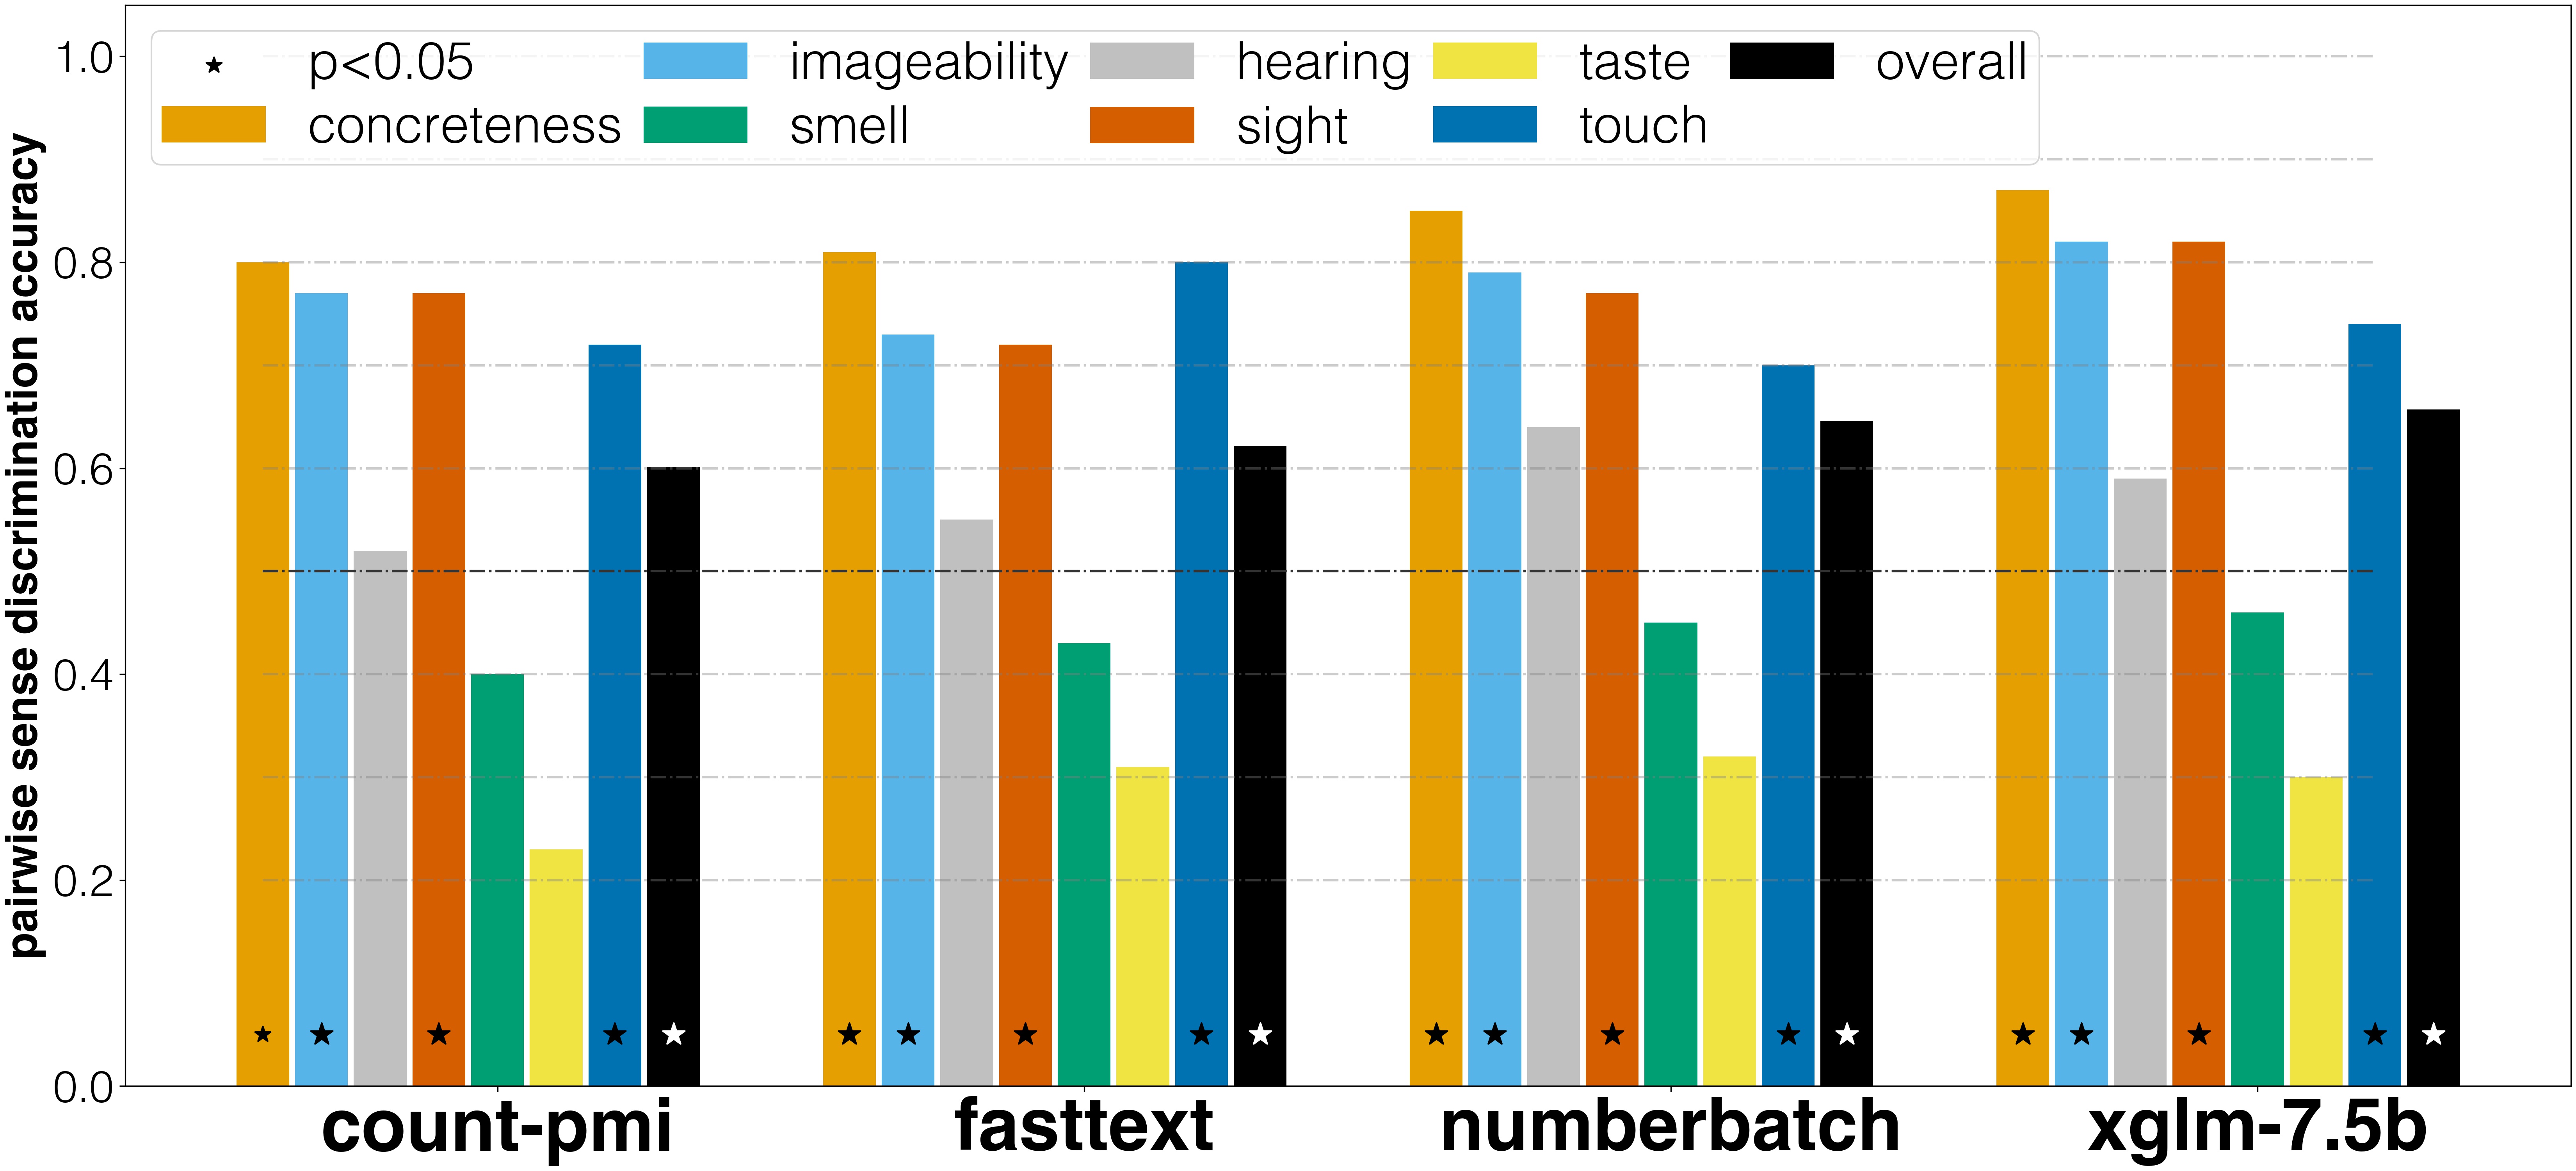 pairwise sense discrimination accuracy
1.0
0.8
0.6
0.4
0.2
0.0
p<0.05
concreteness
imageability
smell
hearing
sight
taste
touch
overall
count-pmi
fasttext
numberbatch
xglm-7.5b